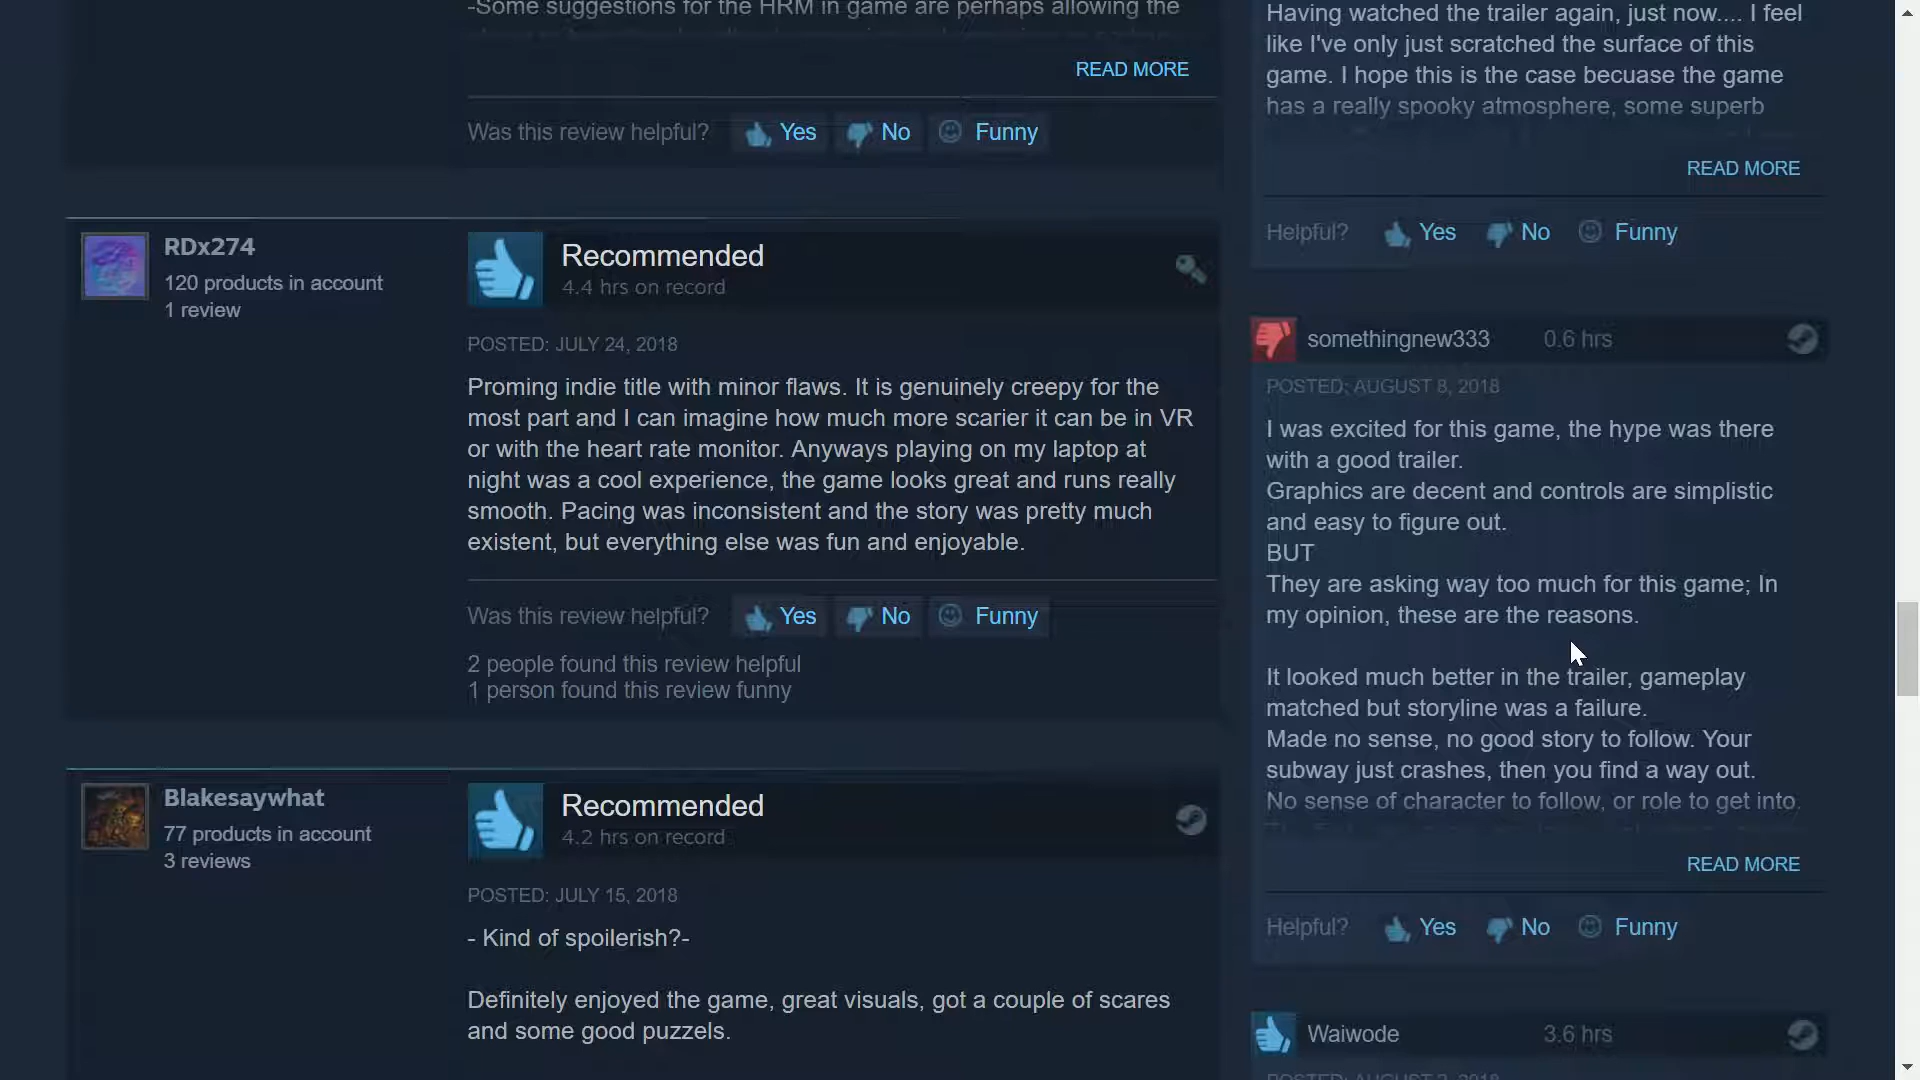 -Some suggestions for the HRM in game are perhaps allowing the
READ MORE
Was this review helpful? Yes No Funny
RDx274
120 products in account
1 review
Recommended
4.4 hrs on record
POSTED: JULY 24, 2018
Proming indie title with minor flaws. It is genuinely creepy for the
most part and I can imagine how much more scarier it can be in VR
or with the heart rate monitor. Anyways playing on my laptop at
night was a cool experience, the game looks great and runs really
smooth. Pacing was inconsistent and the story was pretty much
existent, but everything else was fun and enjoyable.
Was this review helpful? Yes No Funny
2 people found this review helpful
1 person found this review funny
Blakesaywhat
77 products in account
3 reviews
Recommended
4.2 hrs on record
POSTED: JULY 15, 2018
- Kind of spoilerish?-
Definitely enjoyed the game, great visuals, got a couple of scares
and some good puzzels.
Having watched the trailer again, just now.... I feel
like I've only just scratched the surface of this
game. I hope this is the case becuase the game
has a really spooky atmosphere, some superb
READ MORE
Helpful? Yes No Funny
somethingnew333 0.6 hrs
POSTED: AUGUST 8, 2018
I was excited for this game, the hype was there
with a good trailer.
Graphics are decent and controls are simplistic
and easy to figure out.
BUT
They are asking way too much for this game; In
my opinion, these are the reasons.
It looked much better in the trailer, gameplay
matched but storyline was a failure.
Made no sense, no good story to follow. Your
subway just crashes, then you find a way out.
No sense of character to follow, or role to get into.
READ MORE
Helpful? Yes No Funny
Waiwode 3.6 hrs
POSTED: AUGUST 2, 2018